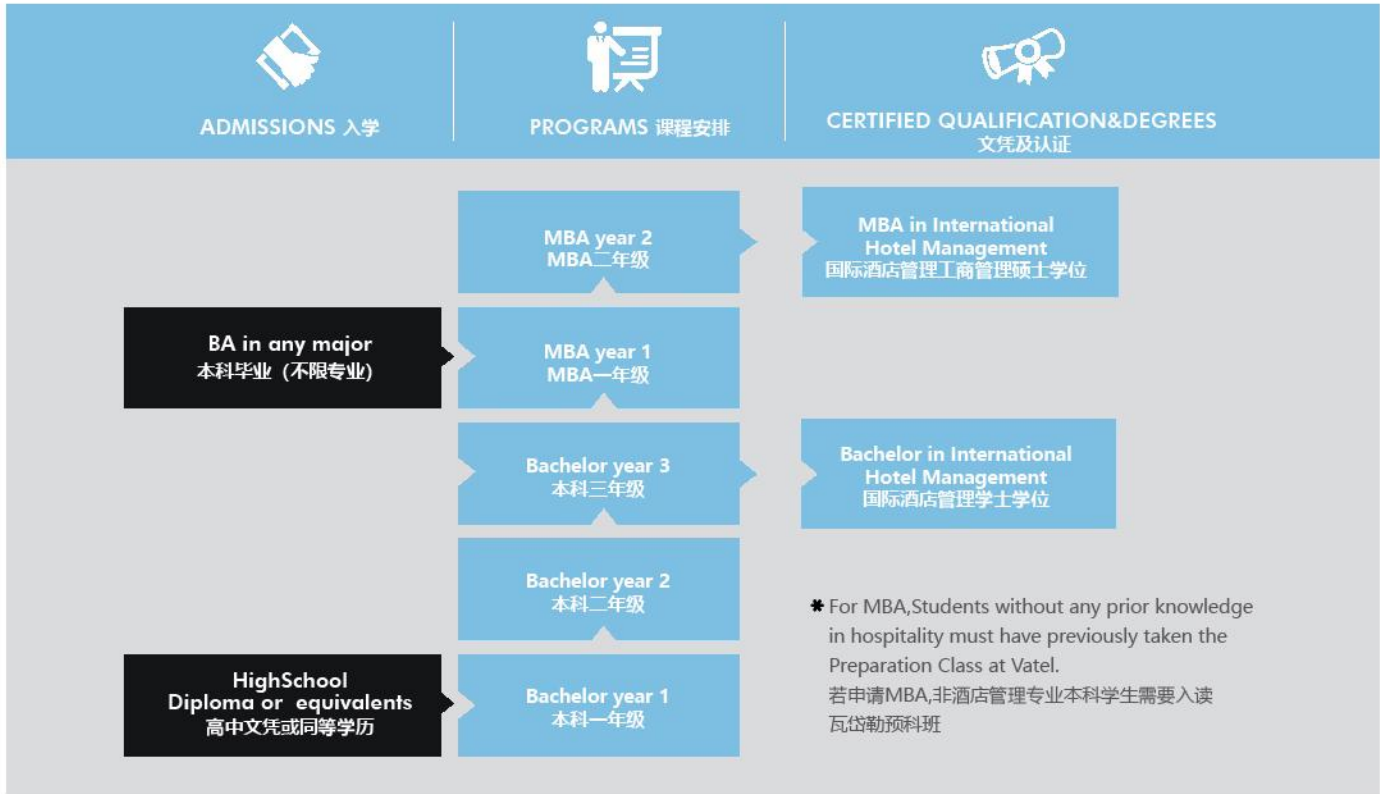 ADMISSIONS 入学
PROGRAMS 课程安排
CERTIFIED QUALIFICATION&DEGREES
文凭及认证
MBA year 2
MBA二年级
MBA in International
Hotel Management
国际酒店管理工商管理硕士学位
BA in any major
本科毕业（不限专业）
MBA year 1
MBA一年级
Bachelor year 3
本科三年级
Bachelor in International
Hotel Management
国际酒店管理学士学位
Bachelor year 2
本科二年级
HighSchool
Diploma or equivalents
高中文凭或同等学历
Bachelor year 1
本科一年级
* For MBA,Students without any prior knowledge
in hospitality must have previously taken the
Preparation Class at Vatel.
若申请MBA,非酒店管理专业本科学生需要入读
瓦岱勒预科班